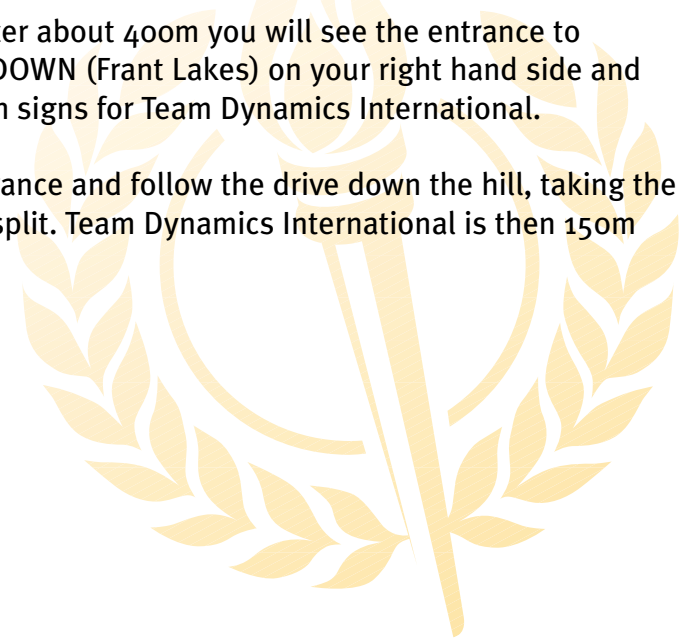 about 400m you will see the entrance to
DOWN (Frant Lakes) on your right hand side and
signs for Team Dynamics International.
and follow the drive down the hill, taking the
split. Team Dynamics International is then 150m